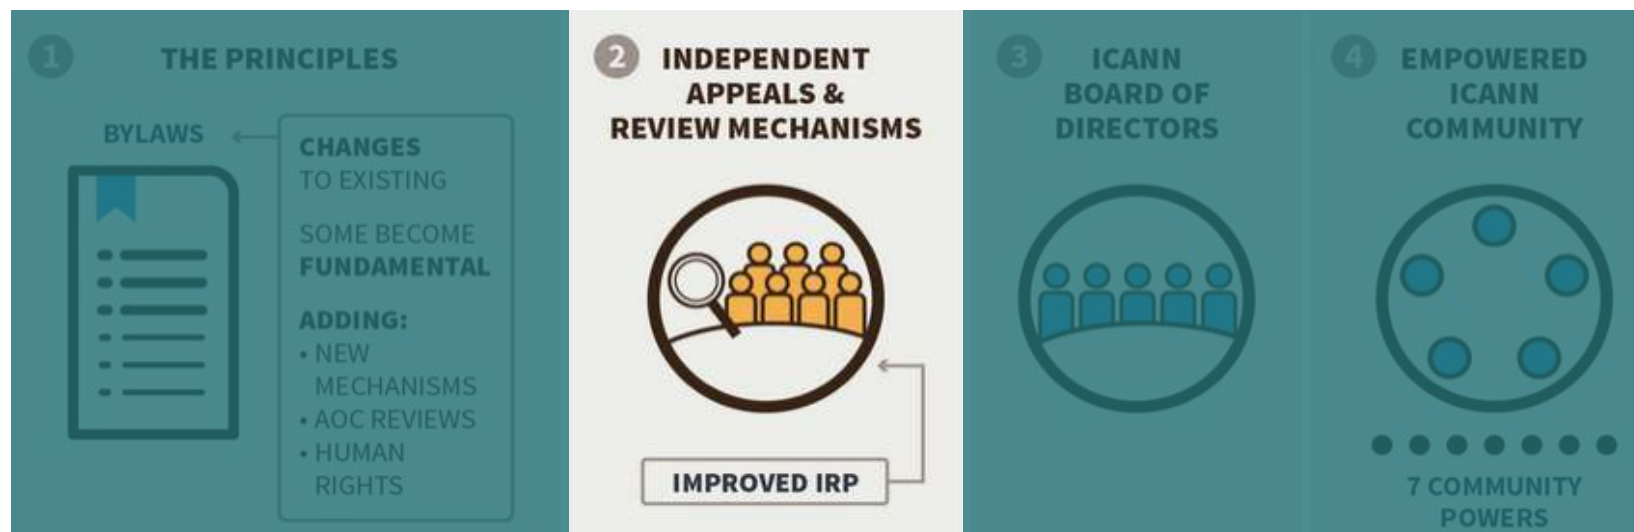 1
THE PRINCIPLES
BYLAWS
CHANGES
TO EXISTING
SOME BECOME
FUNDAMENTAL
ADDING:
• NEW
MECHANISMS
• AOC REVIEWS
• HUMAN
RIGHTS
2
INDEPENDENT
APPEALS &
REVIEW MECHANISMS
IMPROVED IRP
3
ICANN
BOARD OF
DIRECTORS
4
EMPOWERED
ICANN
COMMUNITY
7 COMMUNITY
POWERS